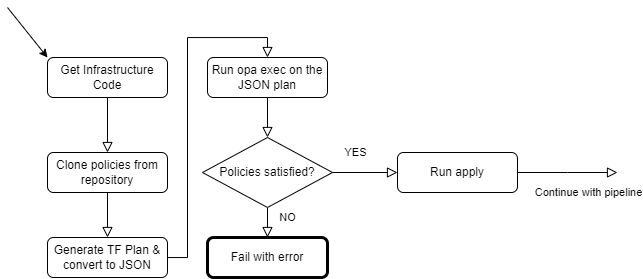 Get Infrastructure
Code
Clone policies from
repository
Generate TF Plan &
convert to JSON
Run opa exec on the
JSON plan
Policies satisfied?
YES
NO
Fail with error
Run apply
Continue with pipeline